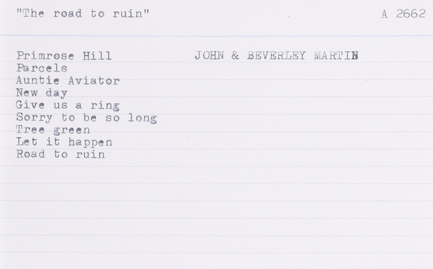 "The road to ruin" A 2662
Primrose Hill JOHN & BEVERLEY MARTIN
Parcels
Auntie Aviator
New day
Give us a ring
Sorry to be so long
Tree green
Let it happen
Road to ruin